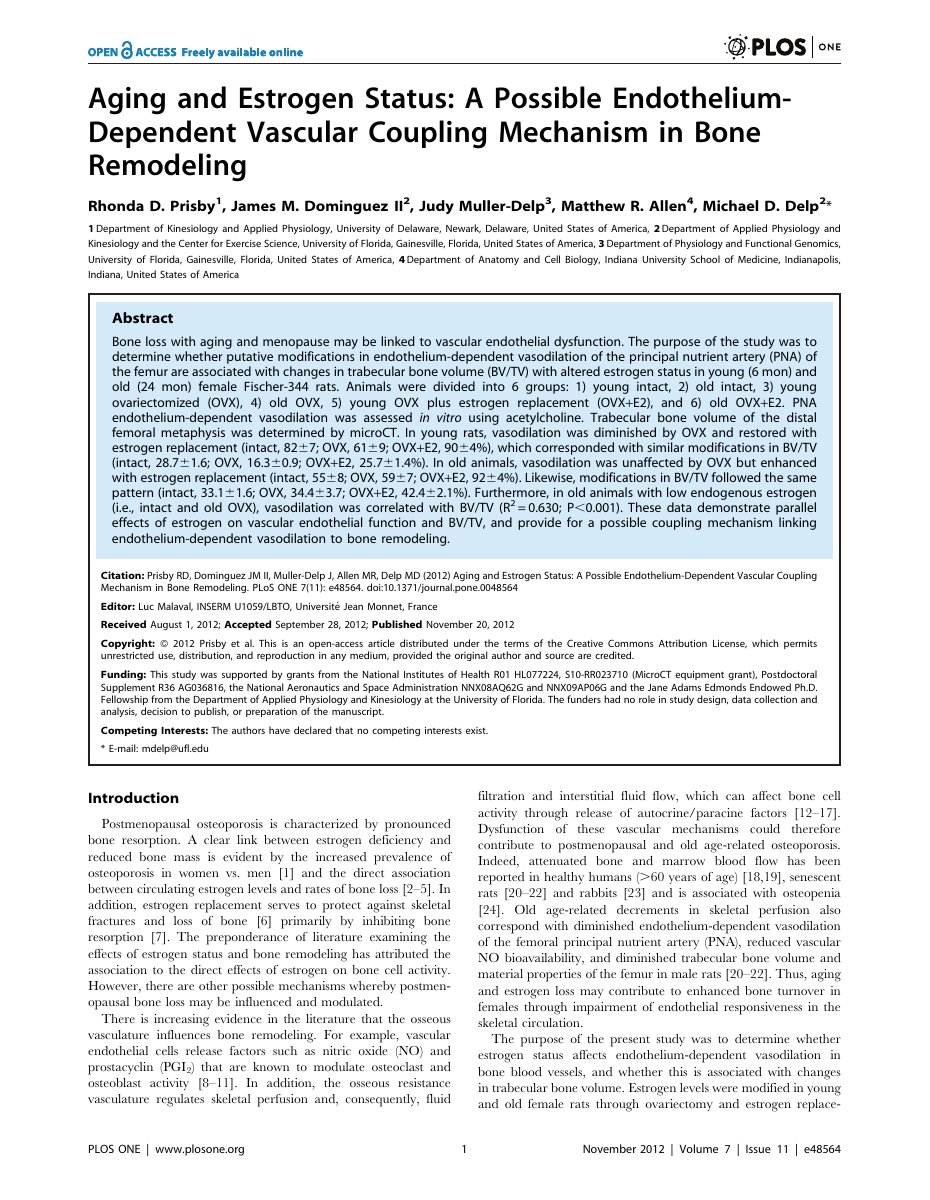 OPEN ACCESS Freely available online
PLOS ONE
Aging and Estrogen Status: A Possible Endothelium-
Dependent Vascular Coupling Mechanism in Bone
Remodeling
Rhonda D. Prisby1, James M. Dominguez II2, Judy Muller-Delp3, Matthew R. Allen4, Michael D. Delp2*
1 Department of Kinesiology and Applied Physiology, University of Delaware, Newark, Delaware, United States of America, 2 Department of Applied Physiology and
Kinesiology and the Center for Exercise Science, University of Florida, Gainesville, Florida, United States of America, 3 Department of Physiology and Functional Genomics,
University of Florida, Gainesville, Florida, United States of America, 4 Department of Anatomy and Cell Biology, Indiana University School of Medicine, Indianapolis,
Indiana, United States of America
Abstract
Bone loss with aging and menopause may be linked to vascular endothelial dysfunction. The purpose of the study was to
determine whether putative modifications in endothelium-dependent vasodilation of the principal nutrient artery (PNA) of
the femur are associated with changes in trabecular bone volume (BV/TV) with altered estrogen status in young (6 mon) and
old (24 mon) female Fischer-344 rats. Animals were divided into 6 groups: 1) young intact, 2) old intact, 3) young
ovariectomized (OVX), 4) old OVX, 5) young OVX plus estrogen replacement (OVX+E2), and 6) old OVX+E2. PNA
endothelium-dependent vasodilation was assessed in vitro using acetylcholine. Trabecular bone volume of the distal
femoral metaphysis was determined by microCT. In young rats, vasodilation was diminished by OVX and restored with
estrogen replacement (intact, 82±7; OVX, 61±9; OVX+E2, 90±4%), which corresponded with similar modifications in BV/TV
(intact, 28.7±1.6; OVX, 16.3±0.9; OVX+E2, 25.7±1.4%). In old animals, vasodilation was unaffected by OVX but enhanced
with estrogen replacement (intact, 55±8; OVX, 59±7; OVX+E2, 92±4%). Likewise, modifications in BV/TV followed the same
pattern (intact, 33.1±1.6; OVX, 34.4±3.7; OVX+E2, 42.4±2.1%). Furthermore, in old animals with low endogenous estrogen
(i.e., intact and old OVX), vasodilation was correlated with BV/TV (R2 = 0.630; P<0.001). These data demonstrate parallel
effects of estrogen on vascular endothelial function and BV/TV, and provide for a possible coupling mechanism linking
endothelium-dependent vasodilation to bone remodeling.
Citation: Prisby RD, Dominguez JM II, Muller-Delp J, Allen MR, Delp MD (2012) Aging and Estrogen Status: A Possible Endothelium-Dependent Vascular Coupling
Mechanism in Bone Remodeling. PLoS ONE 7(11): e48564. doi:10.1371/journal.pone.0048564
Editor: Luc Malaval, INSERM U1059/LBTO, Université Jean Monnet, France
Received August 1, 2012; Accepted September 28, 2012; Published November 20, 2012
Copyright: © 2012 Prisby et al. This is an open-access article distributed under the terms of the Creative Commons Attribution License, which permits
unrestricted use, distribution, and reproduction in any medium, provided the original author and source are credited.
Funding: This study was supported by grants from the National Institutes of Health R01 HL077224, S10-RR023710 (MicroCT equipment grant), Postdoctoral
Supplement R36 AG036816, the National Aeronautics and Space Administration NNX08AQ62G and NNX09AP06G and the Jane Adams Edmonds Endowed Ph.D.
Fellowship from the Department of Applied Physiology and Kinesiology at the University of Florida. The funders had no role in study design, data collection and
analysis, decision to publish, or preparation of the manuscript.
Competing Interests: The authors have declared that no competing interests exist.
* E-mail: mdelp@ufl.edu
Introduction
Postmenopausal osteoporosis is characterized by pronounced
bone resorption. A clear link between estrogen deficiency and
reduced bone mass is evident by the increased prevalence of
osteoporosis in women vs. men [1] and the direct association
between circulating estrogen levels and rates of bone loss [2–5]. In
addition, estrogen replacement serves to protect against skeletal
fractures and loss of bone [6] primarily by inhibiting bone
resorption [7]. The preponderance of literature examining the
effects of estrogen status and bone remodeling has attributed the
association to the direct effects of estrogen on bone cell activity.
However, there are other possible mechanisms whereby postmen-
opausal bone loss may be influenced and modulated.
There is increasing evidence in the literature that the osseous
vasculature influences bone remodeling. For example, vascular
endothelial cells release factors such as nitric oxide (NO) and
prostacyclin (PGI2) that are known to modulate osteoclast and
osteoblast activity [8–11]. In addition, the osseous resistance
vasculature regulates skeletal perfusion and, consequently, fluid
filtration and interstitial fluid flow, which can affect bone cell
activity through release of autocrine/paracine factors [12–17].
Dysfunction of these vascular mechanisms could therefore
contribute to postmenopausal and old age-related osteoporosis.
Indeed, attenuated bone and marrow blood flow has been
reported in healthy humans (>60 years of age) [18,19], senescent
rats [20–22] and rabbits [23] and is associated with osteopenia
[24]. Old age-related decrements in skeletal perfusion also
correspond with diminished endothelium-dependent vasodilation
of the femoral principal nutrient artery (PNA), reduced vascular
NO bioavailability, and diminished trabecular bone volume and
material properties of the femur in male rats [20–22]. Thus, aging
and estrogen loss may contribute to enhanced bone turnover in
females through impairment of endothelial responsiveness in the
skeletal circulation.
The purpose of the present study was to determine whether
estrogen status affects endothelium-dependent vasodilation in
bone blood vessels, and whether this is associated with changes
in trabecular bone volume. Estrogen levels were modified in young
and old female rats through ovariectomy and estrogen replace-
PLOS ONE | www.plosone.org
1
November 2012 | Volume 7 | Issue 11 | e48564